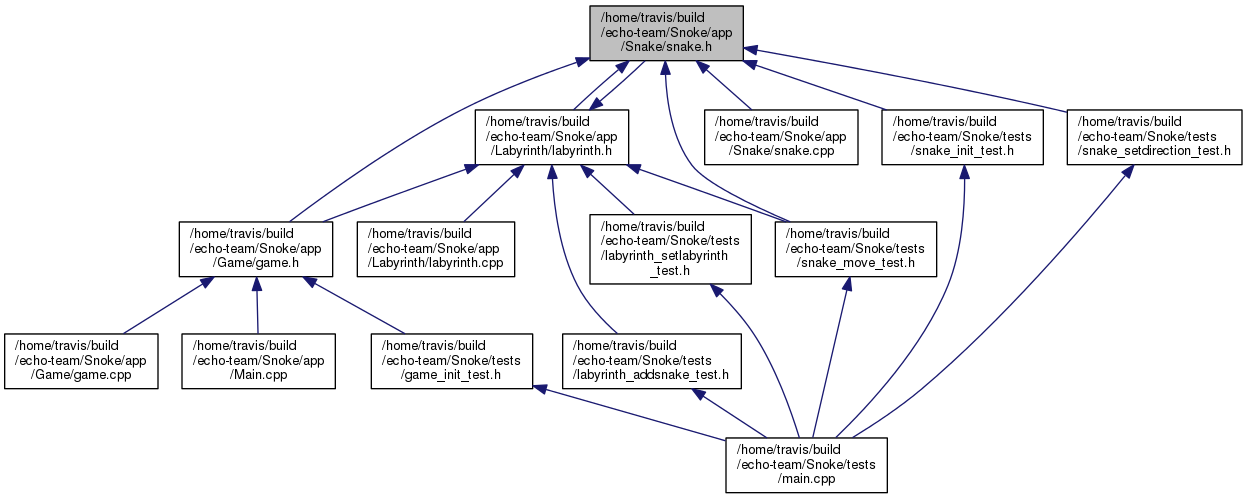 /home/travis/build
/echo-team/Snoke/app
/Snake/snake.h
/home/travis/build
/echo-team/Snoke/app
/Labyrinth/labyrinth.h
/home/travis/build
/echo-team/Snoke/app
/Snake/snake.cpp
/home/travis/build
/echo-team/Snoke/tests
/snake_init_test.h
/home/travis/build
/echo-team/Snoke/tests
/snake_setdirection_test.h
/home/travis/build
/echo-team/Snoke/app
/Game/game.h
/home/travis/build
/echo-team/Snoke/app
/Labyrinth/labyrinth.cpp
/home/travis/build
/echo-team/Snoke/tests
/labyrinth_setlabyrinth
_test.h
/home/travis/build
/echo-team/Snoke/tests
/snake_move_test.h
/home/travis/build
/echo-team/Snoke/app
/Game/game.cpp
/home/travis/build
/echo-team/Snoke/app
/Main.cpp
/home/travis/build
/echo-team/Snoke/tests
/game_init_test.h
/home/travis/build
/echo-team/Snoke/tests
/labyrinth_addsnake_test.h
/home/travis/build
/echo-team/Snoke/tests
/main.cpp